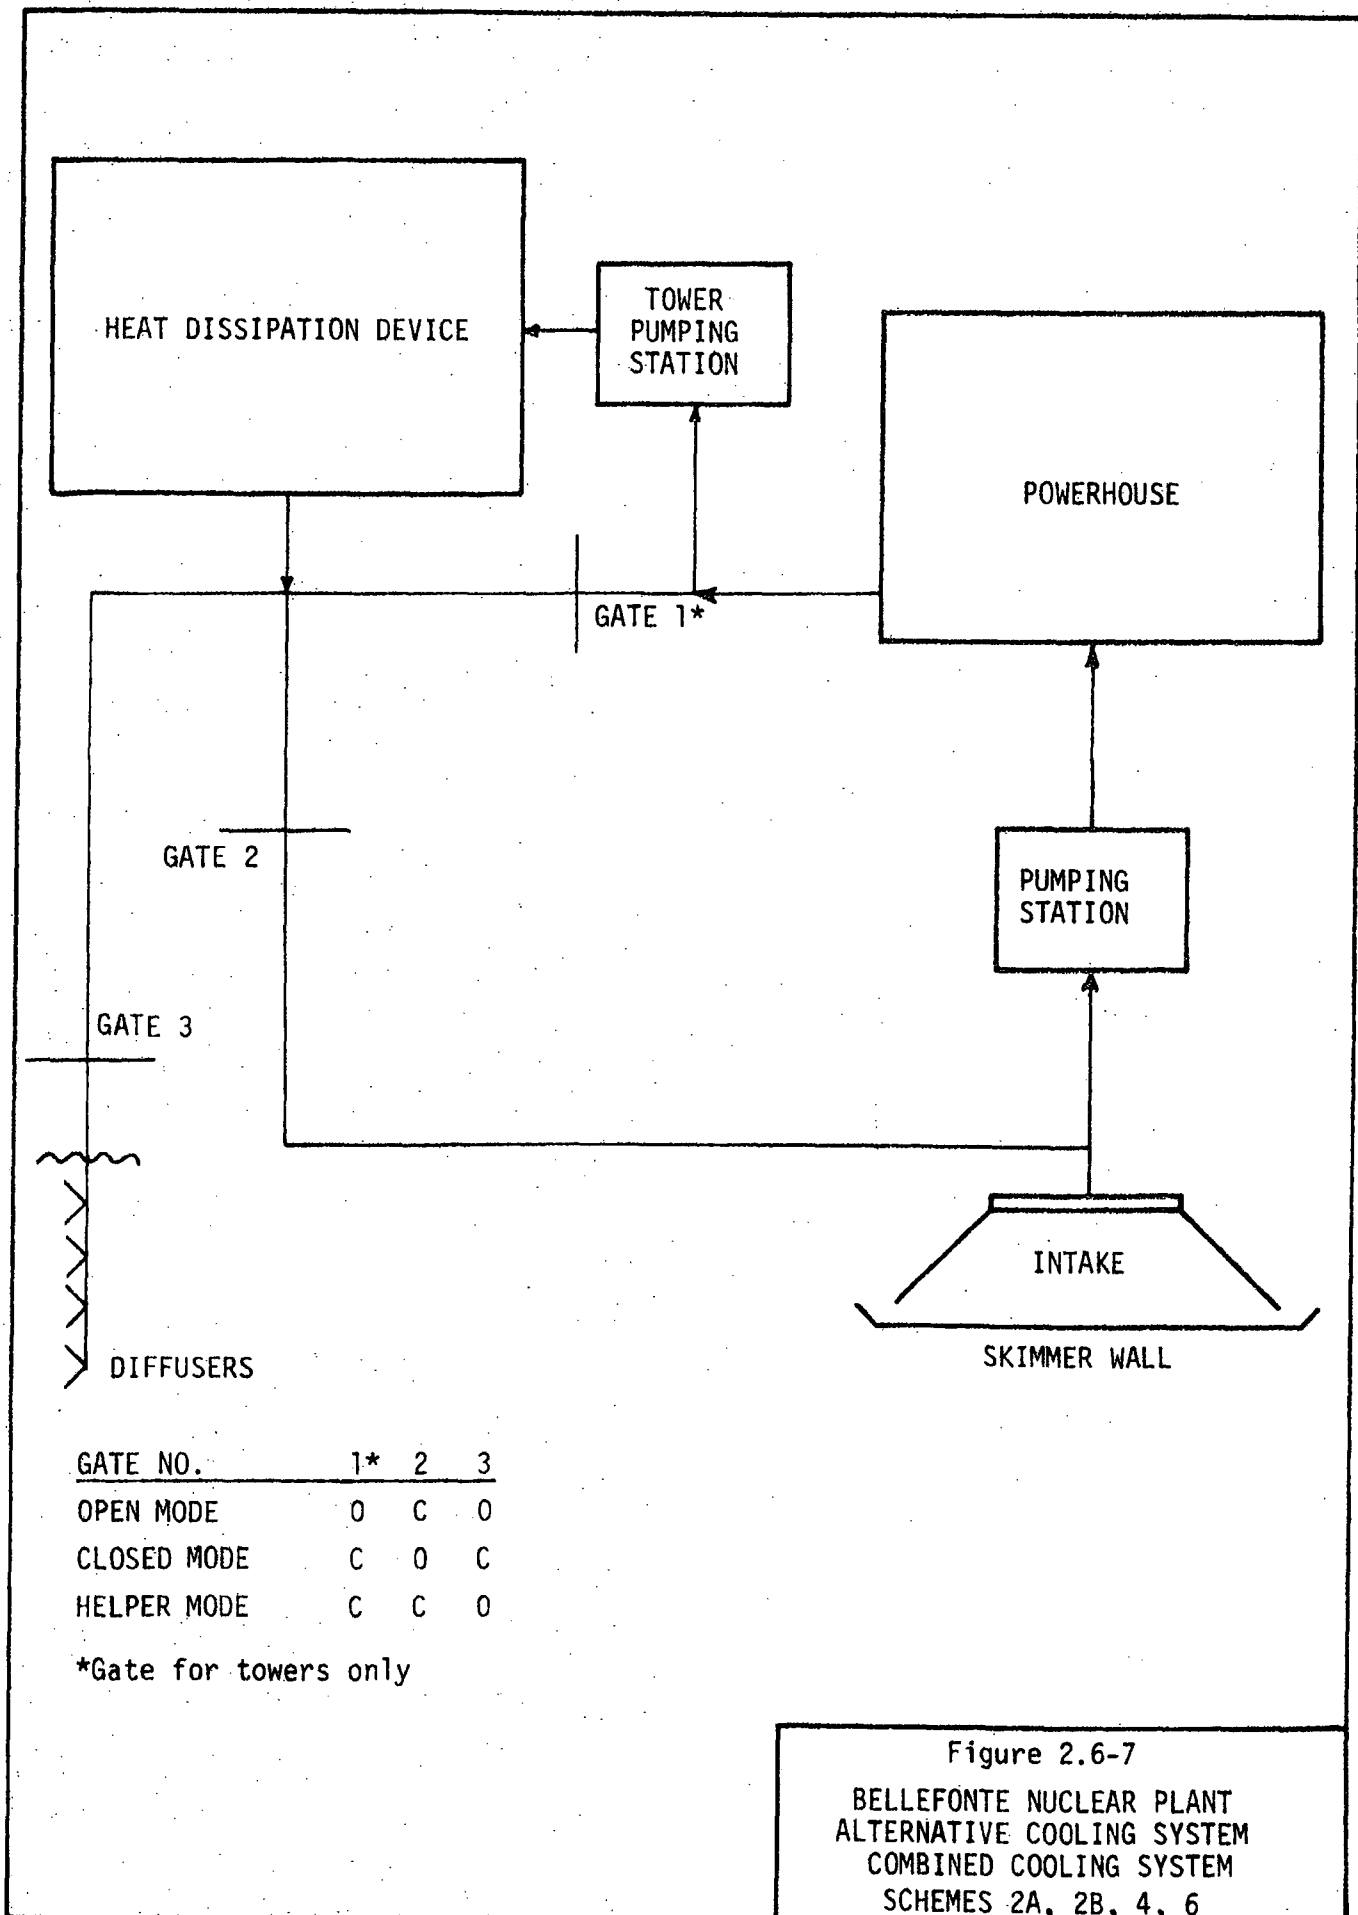 HEAT DISSIPATION DEVICE
TOWER
PUMPING
STATION
POWERHOUSE
GATE 1*
GATE 2
PUMPING
STATION
GATE 3
INTAKE
SKIMMER WALL
DIFFUSERS
GATE NO. 1* 2 3
OPEN MODE O C O
CLOSED MODE C O C
HELPER MODE C C O
*Gate for towers only
Figure 2.6-7
BELLEFONTE NUCLEAR PLANT
ALTERNATIVE COOLING SYSTEM
COMBINED COOLING SYSTEM
SCHEMES 2A, 2B, 4, 6